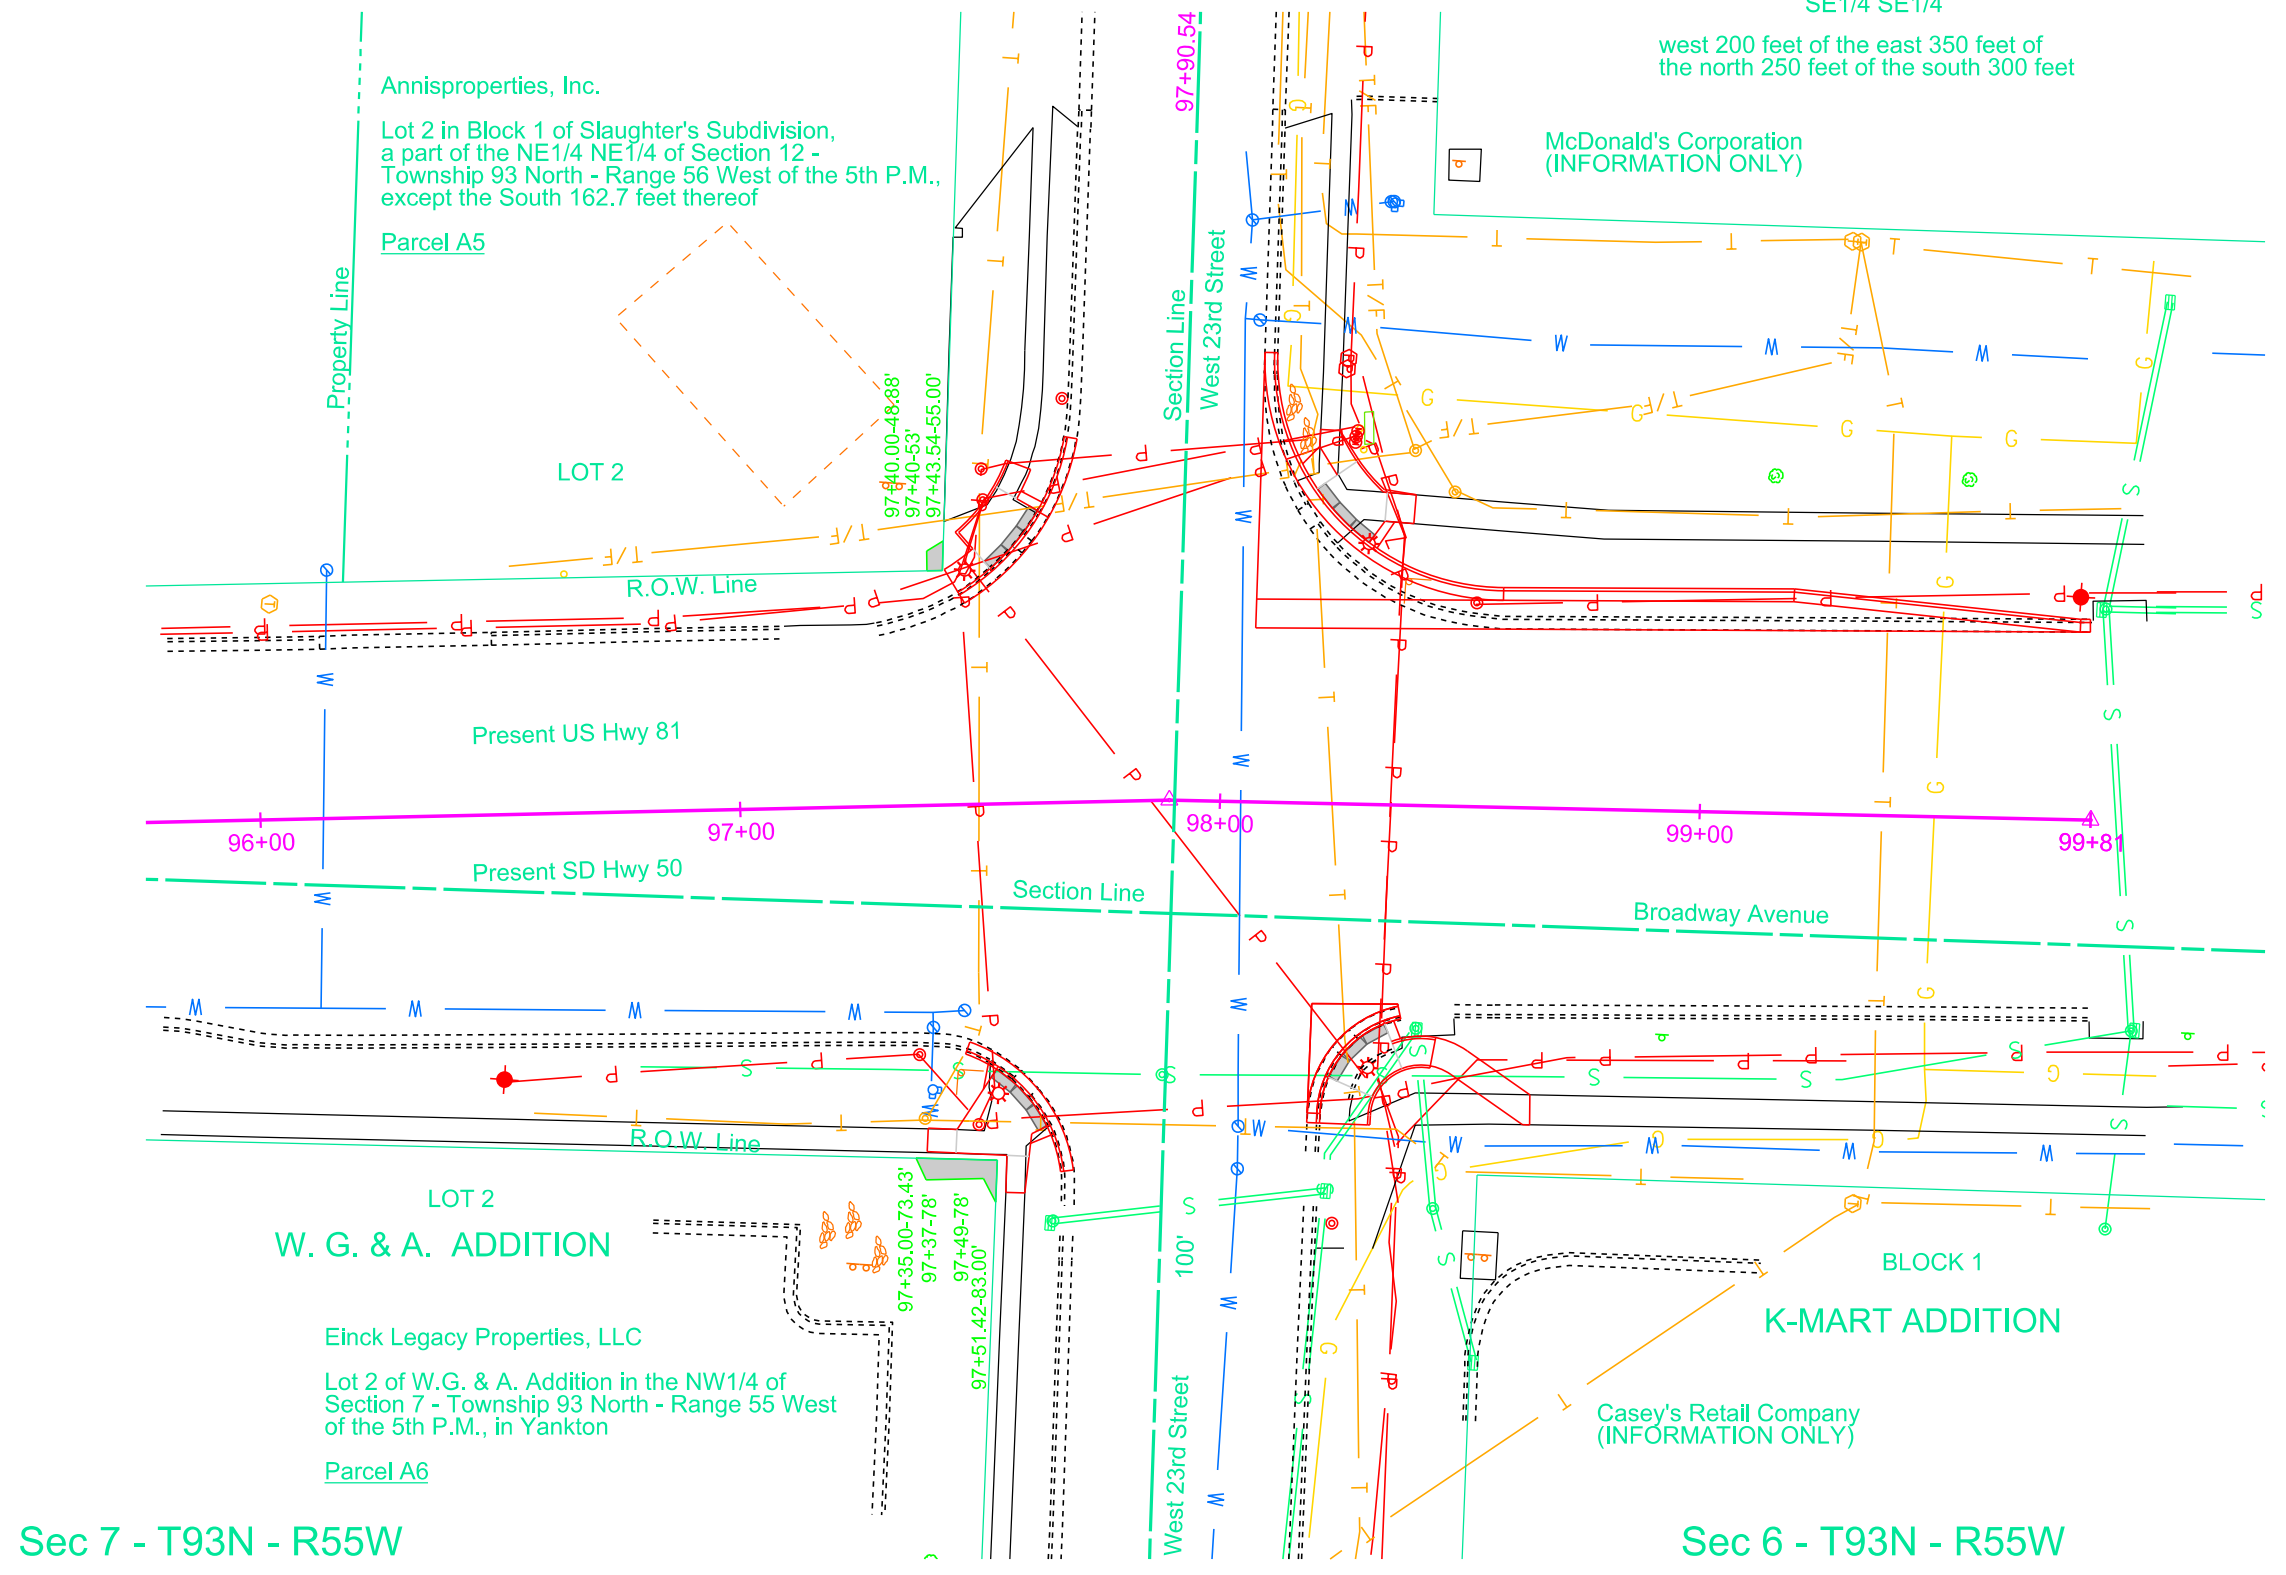 SE1/4 SE1/4
west 200 feet of the east 350 feet of
the north 250 feet of the south 300 feet
McDonald's Corporation
(INFORMATION ONLY)
Annisproperties, Inc.
Lot 2 in Block 1 of Slaughter's Subdivision,
a part of the NE1/4 NE1/4 of Section 12 -
Township 93 North - Range 56 West of the 5th P.M.,
except the South 162.7 feet thereof
Parcel A5
97+90.54
Section Line
West 23rd Street
Property Line
LOT 2
97+40.00-48.88'
97+40-53'
97+43.54-55.00'
R.O.W. Line
Present US Hwy 81
96+00
97+00
98+00
99+00
99+81
Present SD Hwy 50
Section Line
Broadway Avenue
R.O.W. Line
LOT 2
W. G. & A. ADDITION
97+35.00-73.43'
97+37-78'
97+49-78'
97+51.42-83.00'
100'
West 23rd Street
BLOCK 1
K-MART ADDITION
Einck Legacy Properties, LLC
Lot 2 of W.G. & A. Addition in the NW1/4 of
Section 7 - Township 93 North - Range 55 West
of the 5th P.M., in Yankton
Parcel A6
Casey's Retail Company
(INFORMATION ONLY)
Sec 7 - T93N - R55W
Sec 6 - T93N - R55W